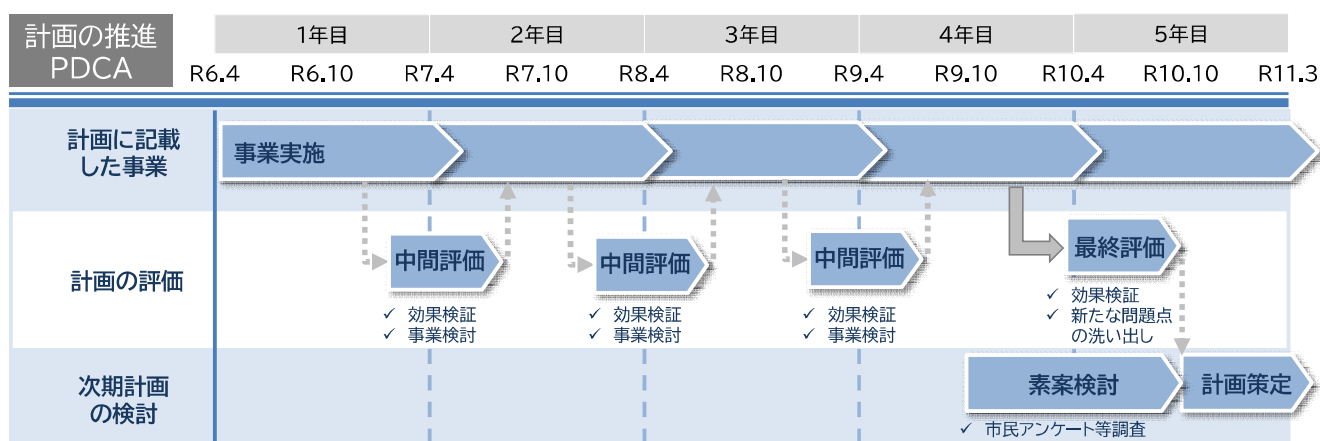 計画の推進
PDCA
1年目 2年目 3年目 4年目 5年目
R6.4 R6.10 R7.4 R7.10 R8.4 R8.10 R9.4 R9.10 R10.4 R10.10 R11.3
計画に記載
した事業
事業実施
計画の評価
中間評価
✓ 効果検証
✓ 事業検討
中間評価
✓ 効果検証
✓ 事業検討
中間評価
✓ 効果検証
✓ 事業検討
最終評価
✓ 効果検証
✓ 新たな問題点
の洗い出し
次期計画
の検討
素案検討
✓ 市民アンケート等調査
計画策定